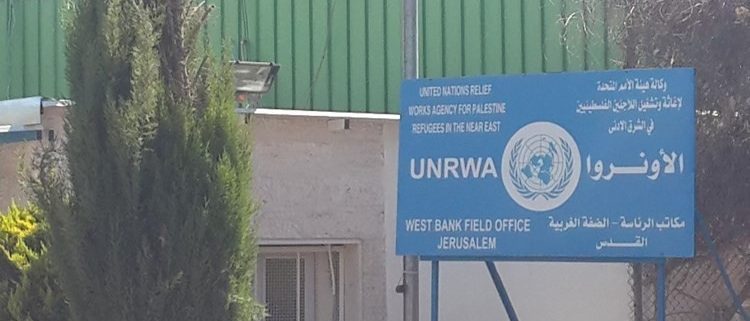 UNITED NATIONS RELIEF
WORKS AGENCY FOR PALESTINE
REFUGEES IN THE NEAR EAST
UNRWA
WEST BANK FIELD OFFICE
JERUSALEM
وكالة هيئة الأمم المتحدة
لإغاثة وتشغيل اللاجئين الفلسطينيين
في الشرق الادنى
الأونروا
مكاتب الرئاسة - الضفة الغربية
القدس